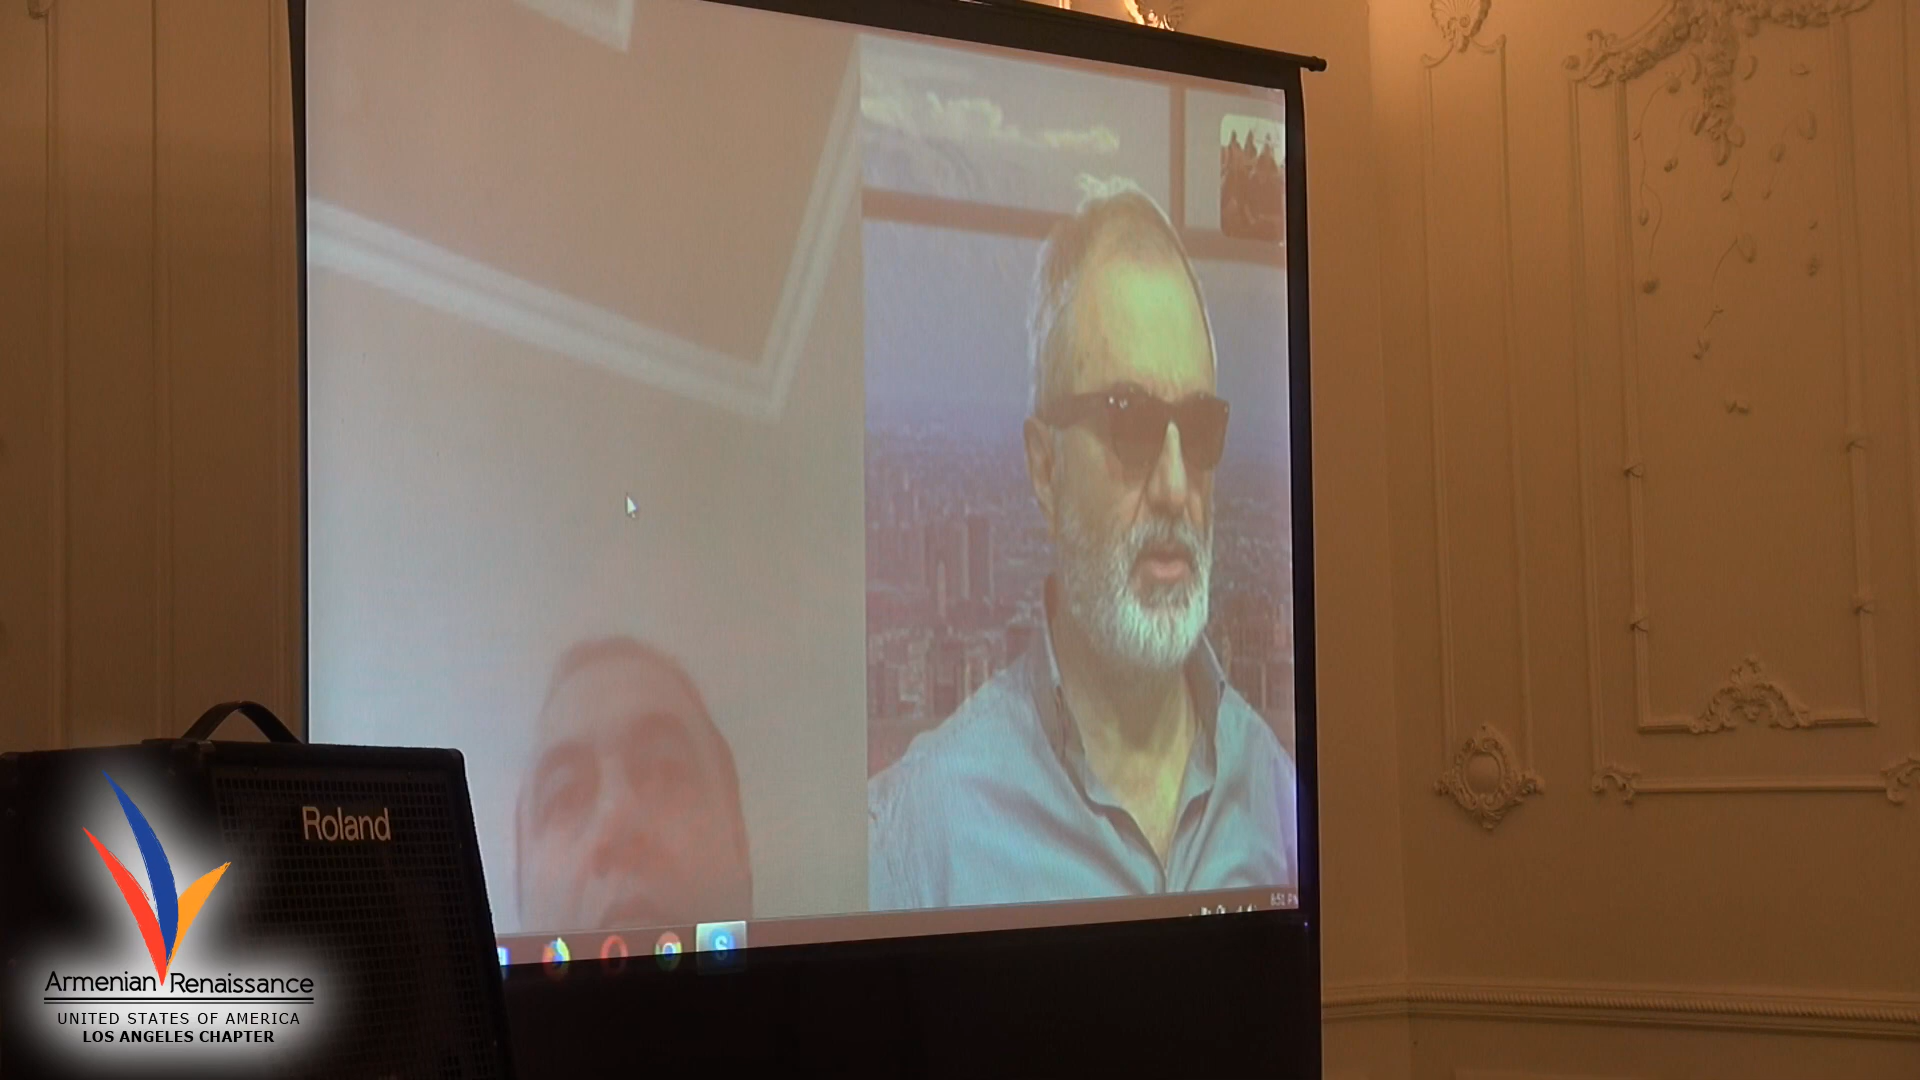 Roland
Armenian Renaissance
UNITED STATES OF AMERICA
LOS ANGELES CHAPTER